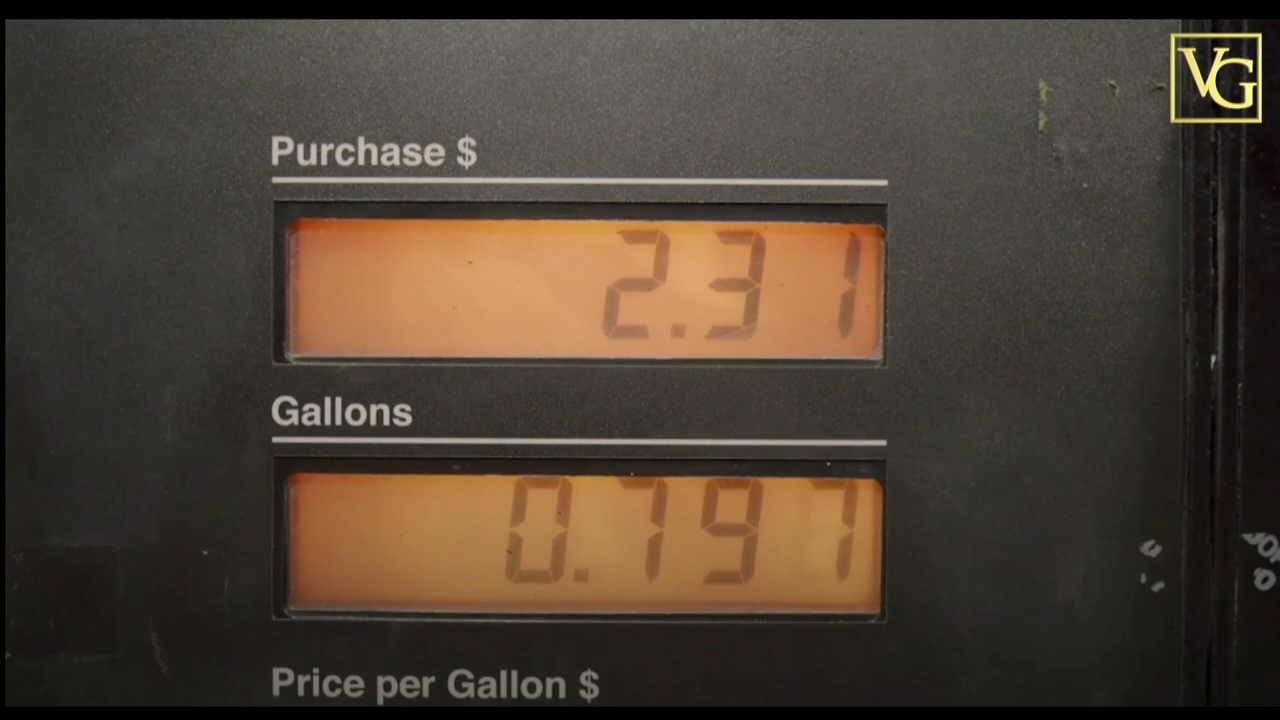 VG
Purchase $
2.31
Gallons
0.797
Price per Gallon $